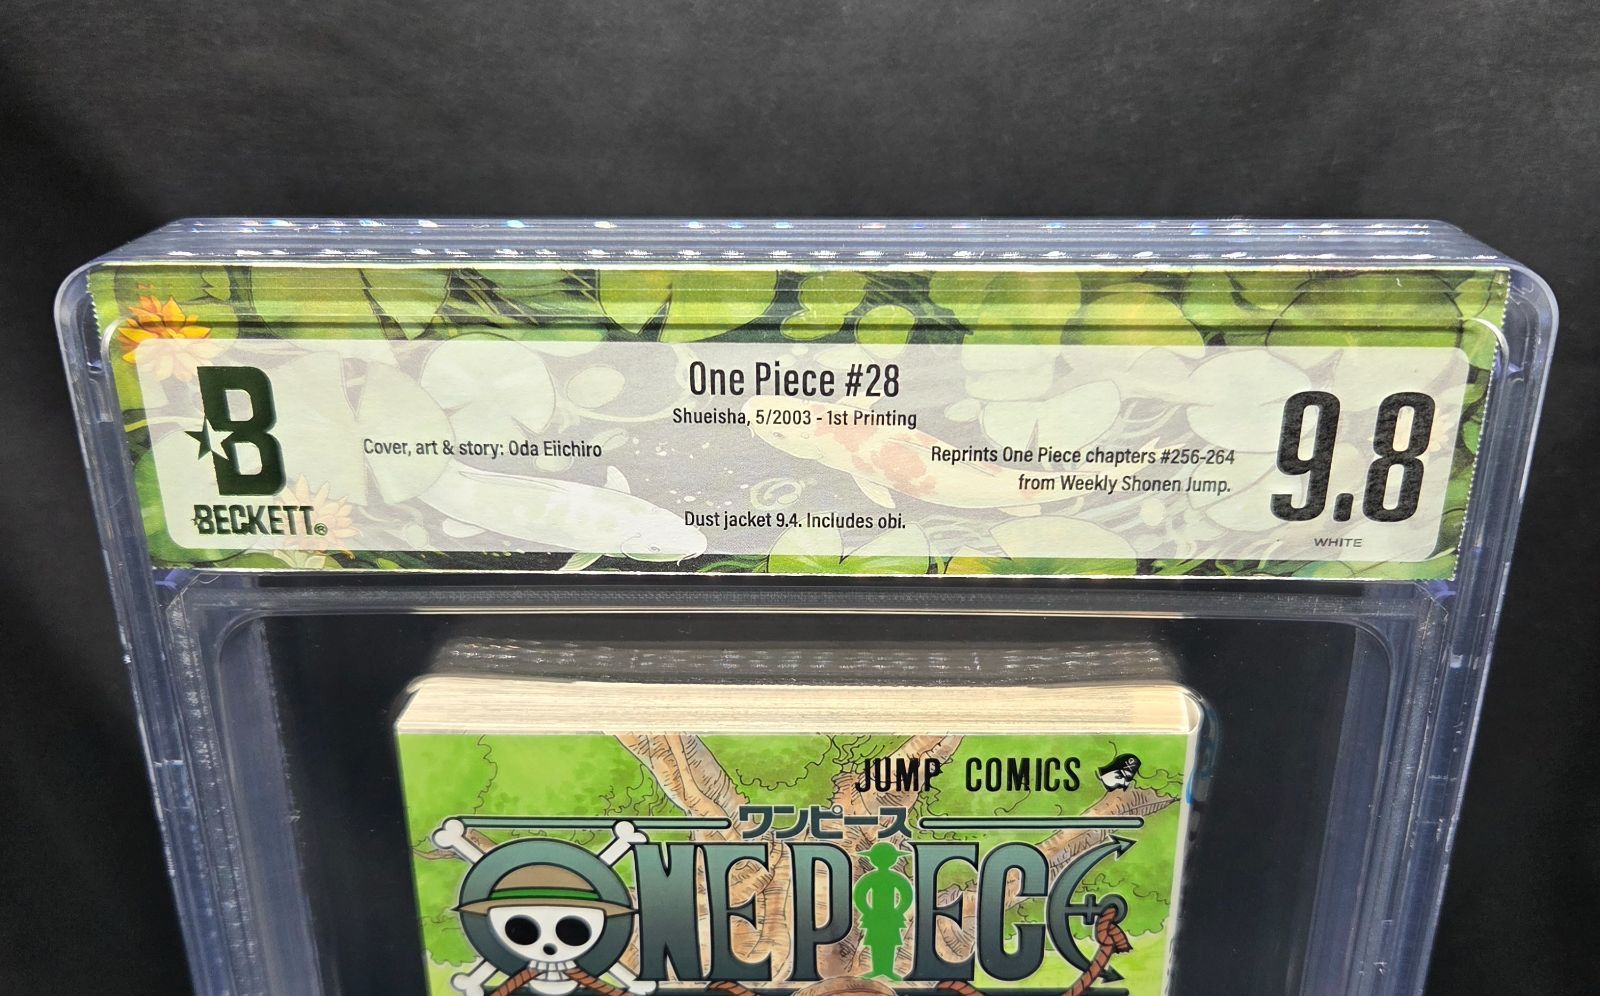 One Piece #28
Shueisha, 5/2003 - 1st Printing
Cover, art & story: Oda Eiichiro
Reprints One Piece chapters #256-264
from Weekly Shonen Jump.
Dust jacket 9.4. Includes obi.
B
BECKETT®
9.8
WHITE
JUMP COMICS
ワンピース
ONE PIECE